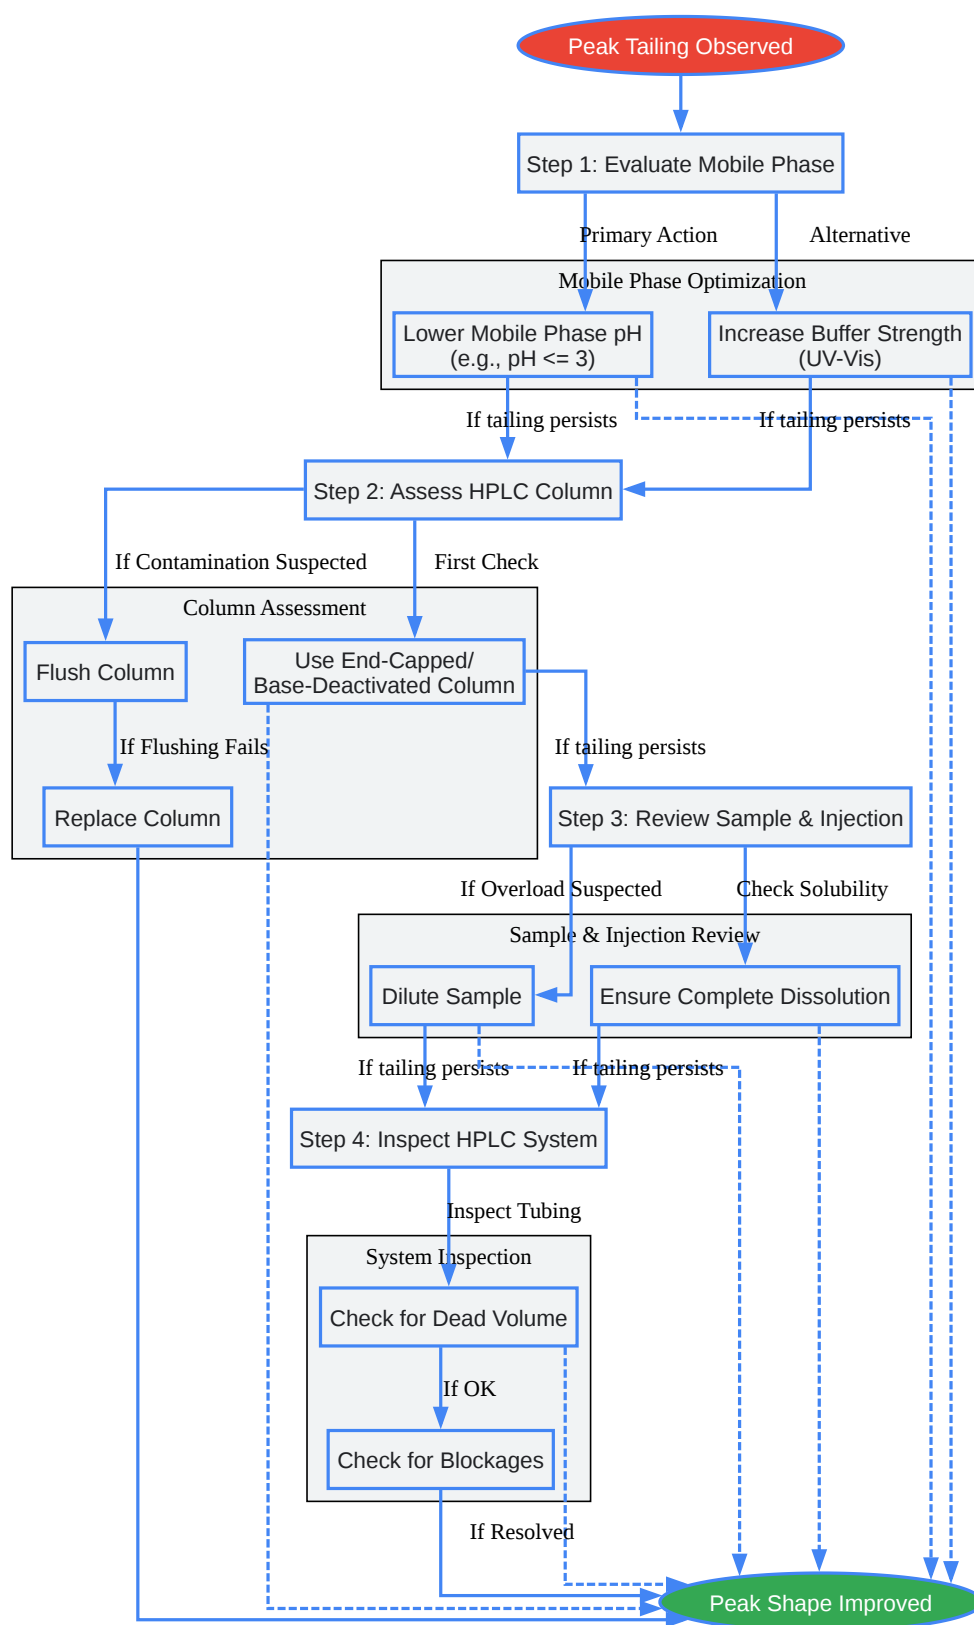 Peak Tailing Observed
Step 1: Evaluate Mobile Phase
Primary Action
Alternative
Mobile Phase Optimization
Lower Mobile Phase pH
(e.g., pH <= 3)
Increase Buffer Strength
(UV-Vis)
If tailing persists
If tailing persists
Step 2: Assess HPLC Column
If Contamination Suspected
First Check
Column Assessment
Flush Column
Use End-Capped/
Base-Deactivated Column
If Flushing Fails
If tailing persists
Replace Column
Step 3: Review Sample & Injection
If Overload Suspected
Check Solubility
Sample & Injection Review
Dilute Sample
Ensure Complete Dissolution
If tailing persists
If tailing persists
Step 4: Inspect HPLC System
Inspect Tubing
System Inspection
Check for Dead Volume
If OK
Check for Blockages
If Resolved
Peak Shape Improved